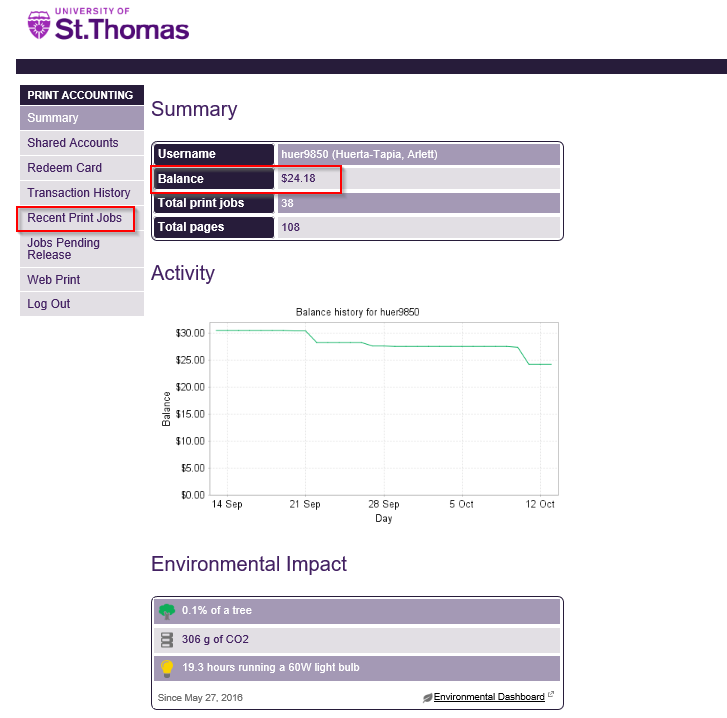 UNIVERSITY OF
St.Thomas
PRINT ACCOUNTING
Summary
Shared Accounts
Redeem Card
Transaction History
Recent Print Jobs
Jobs Pending
Release
Web Print
Log Out
Summary
Username huer9850 (Huerta-Tapia, Arlett)
Balance $24.18
Total print jobs 38
Total pages 108
Activity
Balance history for huer9850
$30.00
$25.00
$20.00
$15.00
$10.00
$5.00
$0.00
Balance
14 Sep 21 Sep 28 Sep 5 Oct 12 Oct
Day
Environmental Impact
0.1% of a tree
306 g of CO2
19.3 hours running a 60W light bulb
Since May 27, 2016 Environmental Dashboard